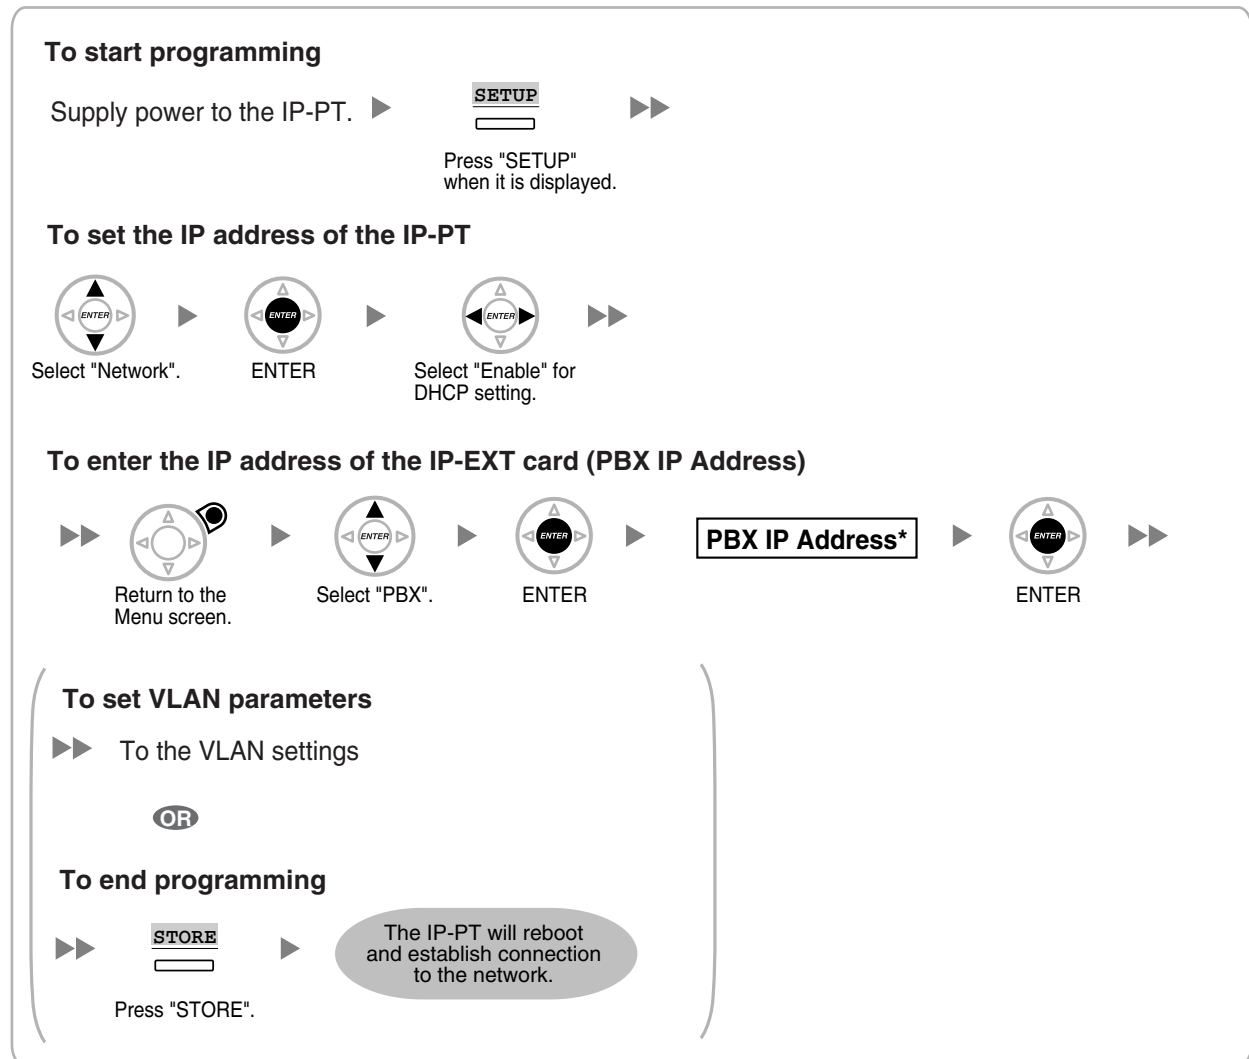 To start programming
Supply power to the IP-PT.
SETUP
Press "SETUP"
when it is displayed.
To set the IP address of the IP-PT
ENTER
ENTER
ENTER
Select "Network".
ENTER
Select "Enable" for
DHCP setting.
To enter the IP address of the IP-EXT card (PBX IP Address)
ENTER
ENTER
PBX IP Address*
ENTER
Return to the
Menu screen.
Select "PBX".
ENTER
ENTER
To set VLAN parameters
To the VLAN settings
OR
To end programming
STORE
The IP-PT will reboot
and establish connection
to the network.
Press "STORE".